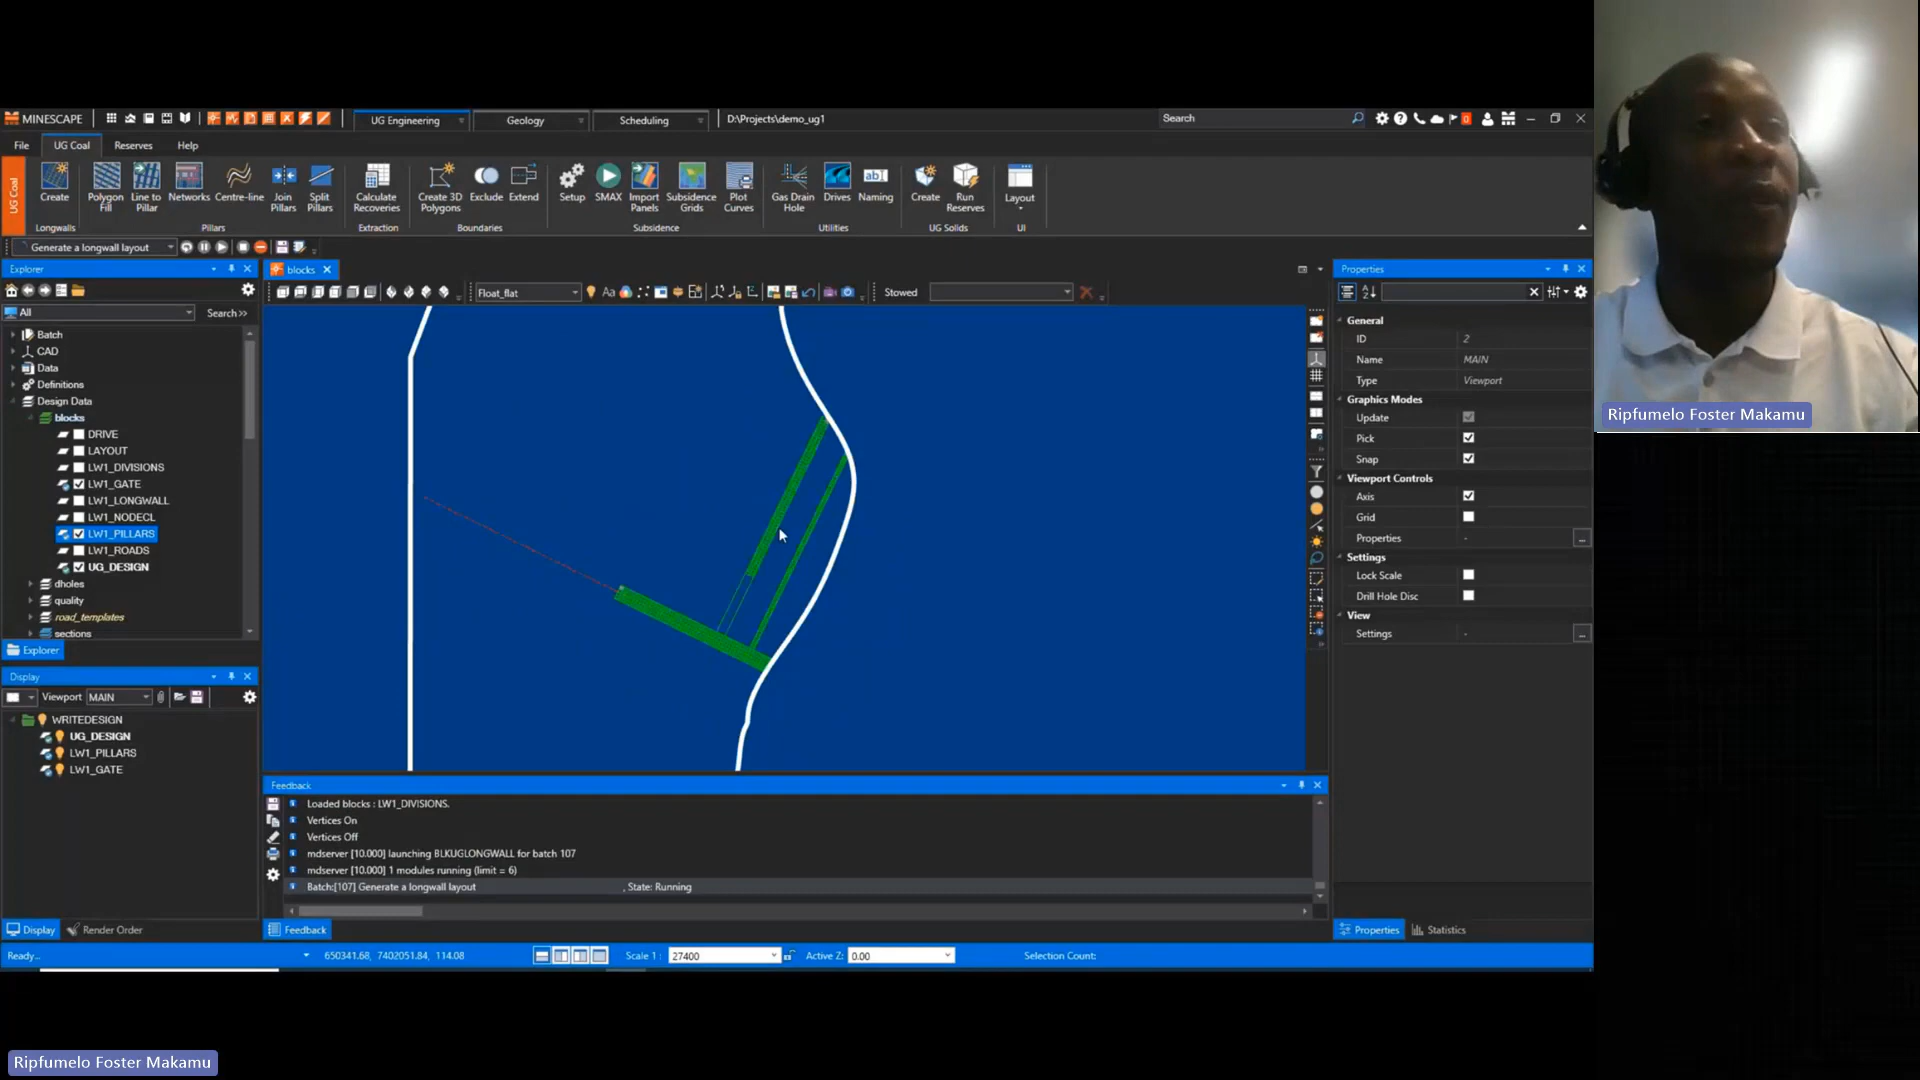 MINESCAPE
UG Engineering
Geology
Scheduling
D:\Projects\demo_ug1
Search
File
UG Coal
Reserves
Help
UG Coal
Create
Polygon Fill
Line to Pillar
Networks
Centre-line
Join Pillars
Split Pillars
Calculate Recoveries
Create 3D Polygons
Exclude
Extend
Setup
SMAX
Import Panels
Subsidence Grids
Plot Curves
Gas Drain Hole
Drives
Naming
Create
Run Reserves
Layout
Longwalls
Pillars
Extraction
Boundaries
Subsidence
Utilities
UG Solids
UI
Generate a longwall layout
Explorer
blocks
Properties
Float_flat
Aa
Stowed
All
Search>>
Batch
CAD
Data
Definitions
Design Data
blocks
DRIVE
LAYOUT
LW1_DIVISIONS
LW1_GATE
LW1_LONGWALL
LW1_NODECL
LW1_PILLARS
LW1_ROADS
UG_DESIGN
dholes
quality
road_templates
sections
Explorer
Display
Viewport MAIN
WRITEDESIGN
UG_DESIGN
LW1_PILLARS
LW1_GATE
General
ID 2
Name MAIN
Type Viewport
Graphics Modes
Update
Pick
Snap
Viewport Controls
Axis
Grid
Properties - ...
Settings
Lock Scale
Drill Hole Disc
View
Settings - ...
Feedback
Loaded blocks : LW1_DIVISIONS.
Vertices On
Vertices Off
mdserver [10.000] launching BLKUGLONGWALL for batch 107
mdserver [10.000] 1 modules running (limit = 6)
Batch:[107] Generate a longwall layout , State: Running
Display
Render Order
Feedback
Properties
Statistics
Ready...
650341.68, 7402051.84, 114.08
Scale 1 : 27400
Active Z: 0.00
Selection Count:
Ripfumelo Foster Makamu
Ripfumelo Foster Makamu